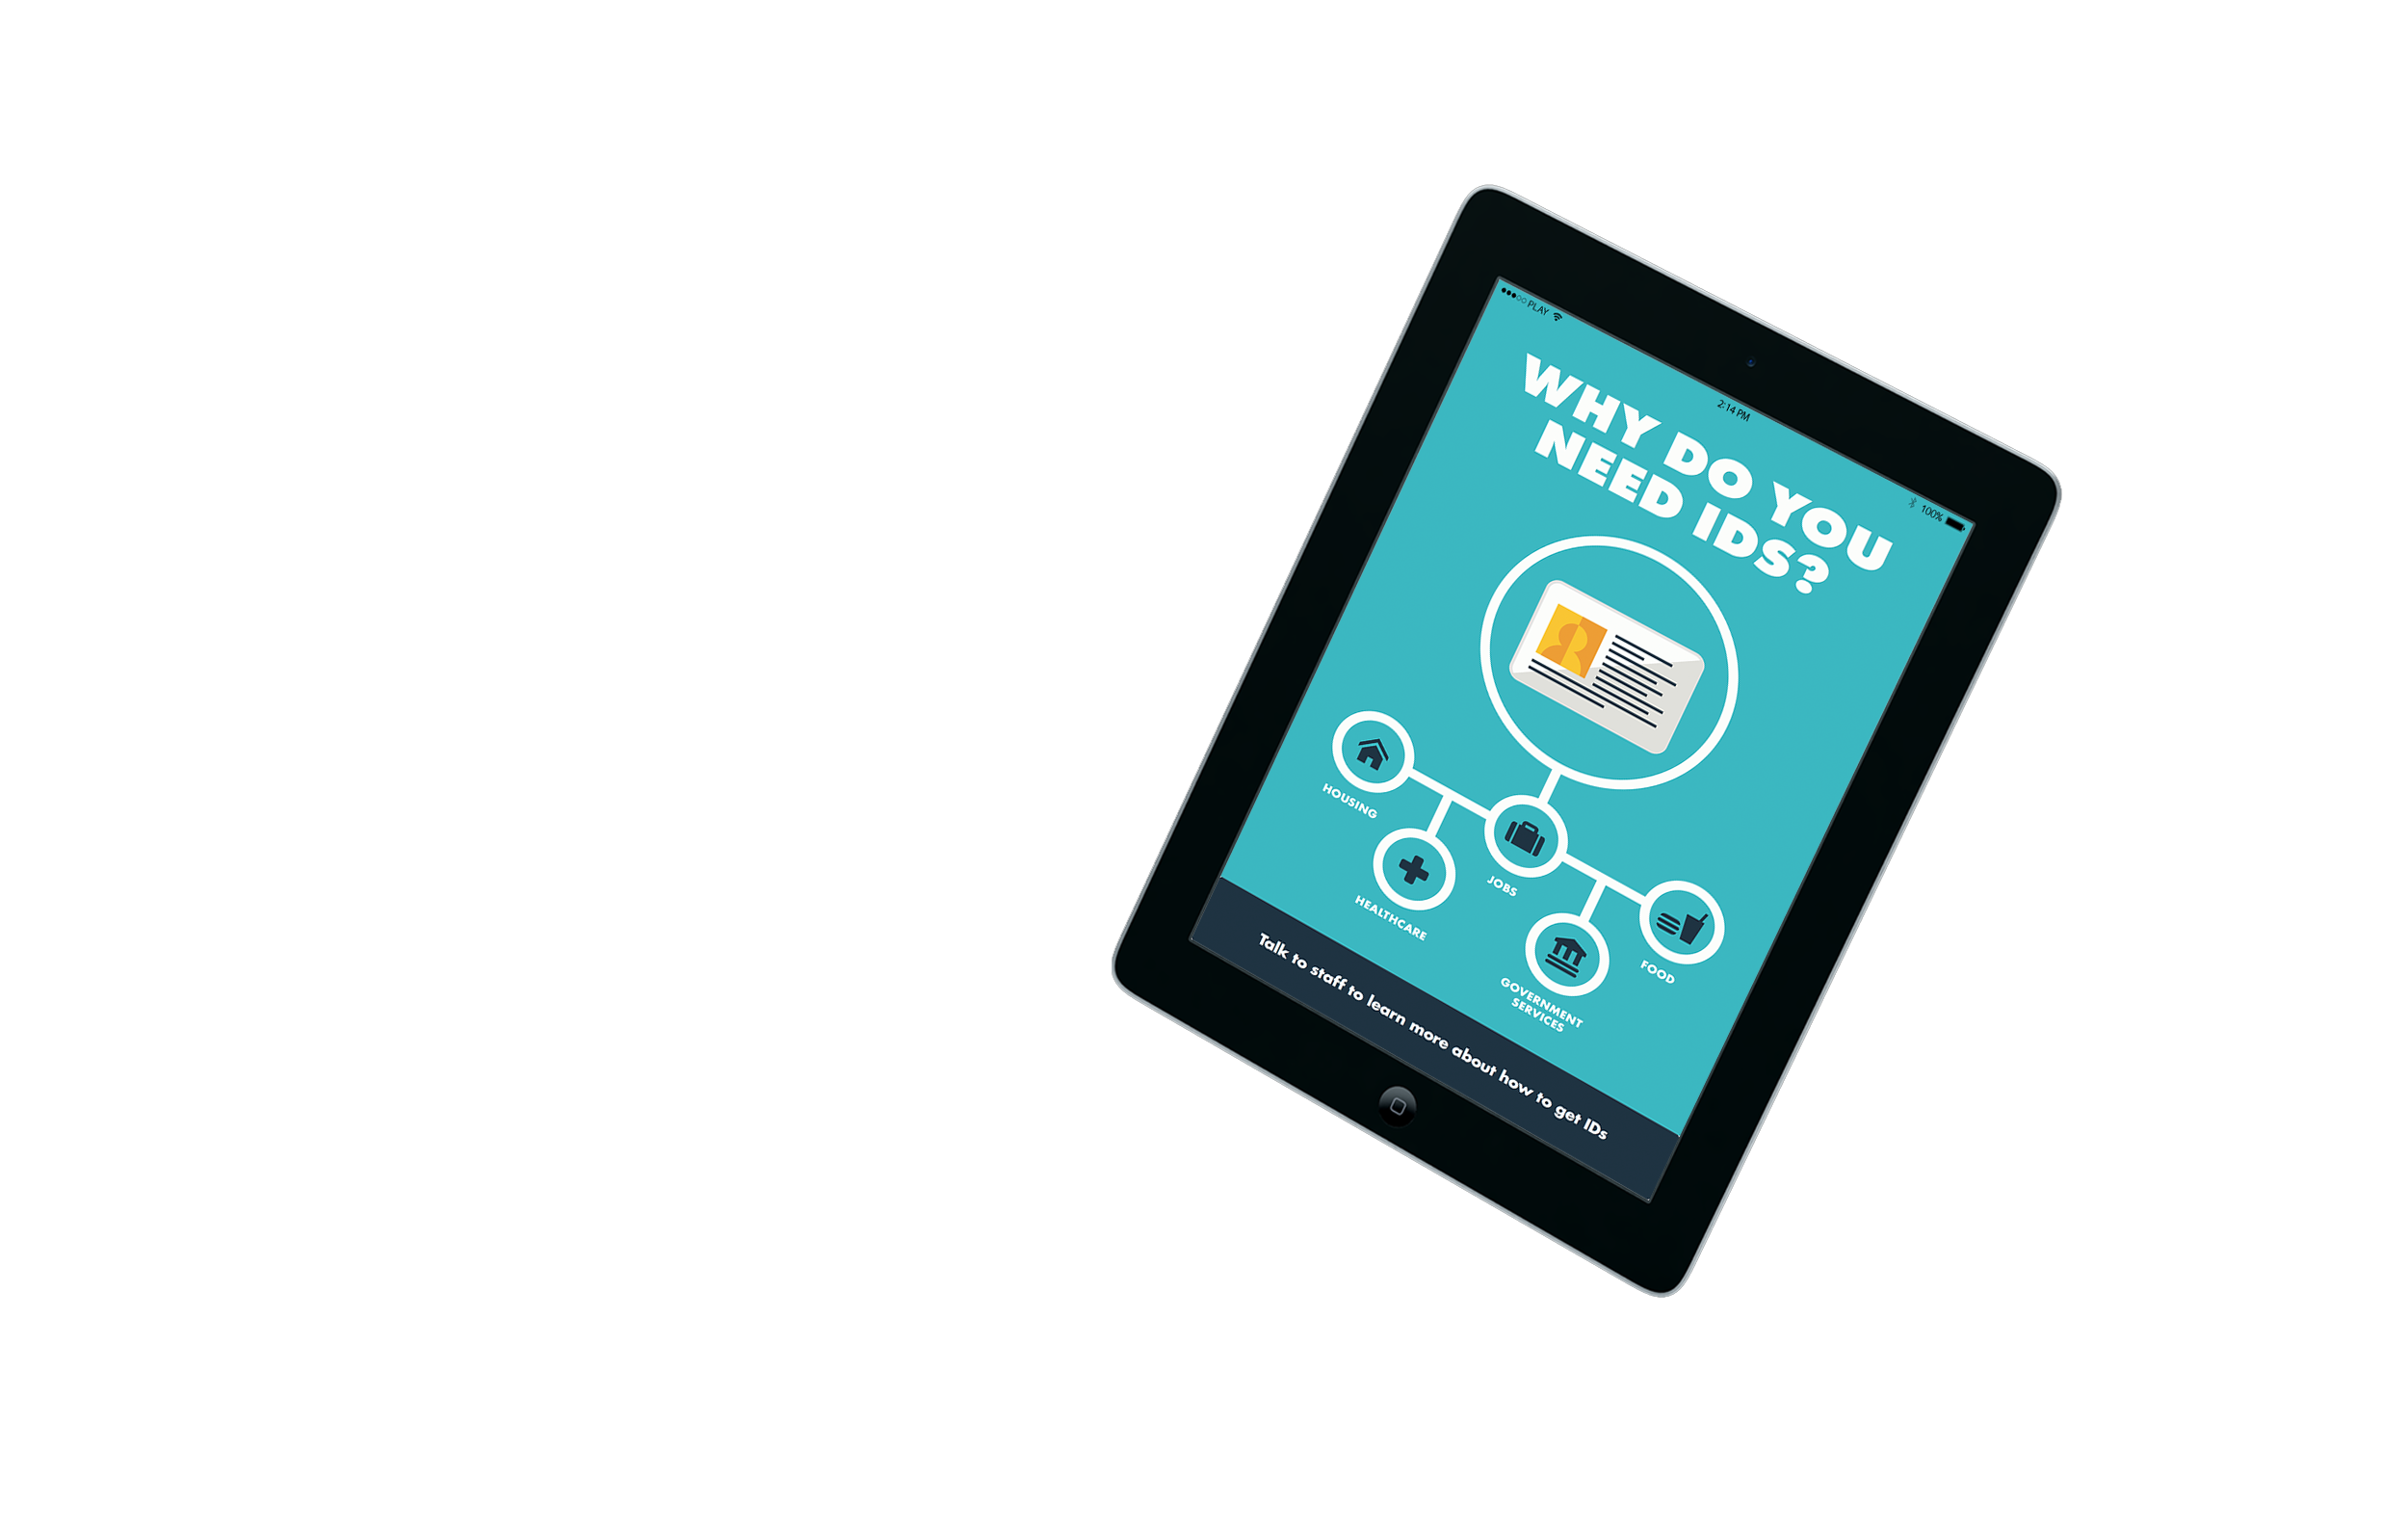 PLAY
2:14 PM
100%
WHY DO YOU
NEED IDS?
HOUSING
HEALTHCARE
JOBS
GOVERNMENT
SERVICES
FOOD
Talk to staff to learn more about how to get IDs